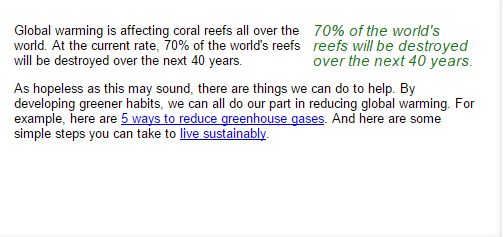 Global warming is affecting coral reefs all over the
world. At the current rate, 70% of the world's reefs
will be destroyed over the next 40 years.
70% of the world's
reefs will be destroyed
over the next 40 years.
As hopeless as this may sound, there are things we can do to help. By
developing greener habits, we can all do our part in reducing global warming. For
example, here are 5 ways to reduce greenhouse gases. And here are some
simple steps you can take to live sustainably.